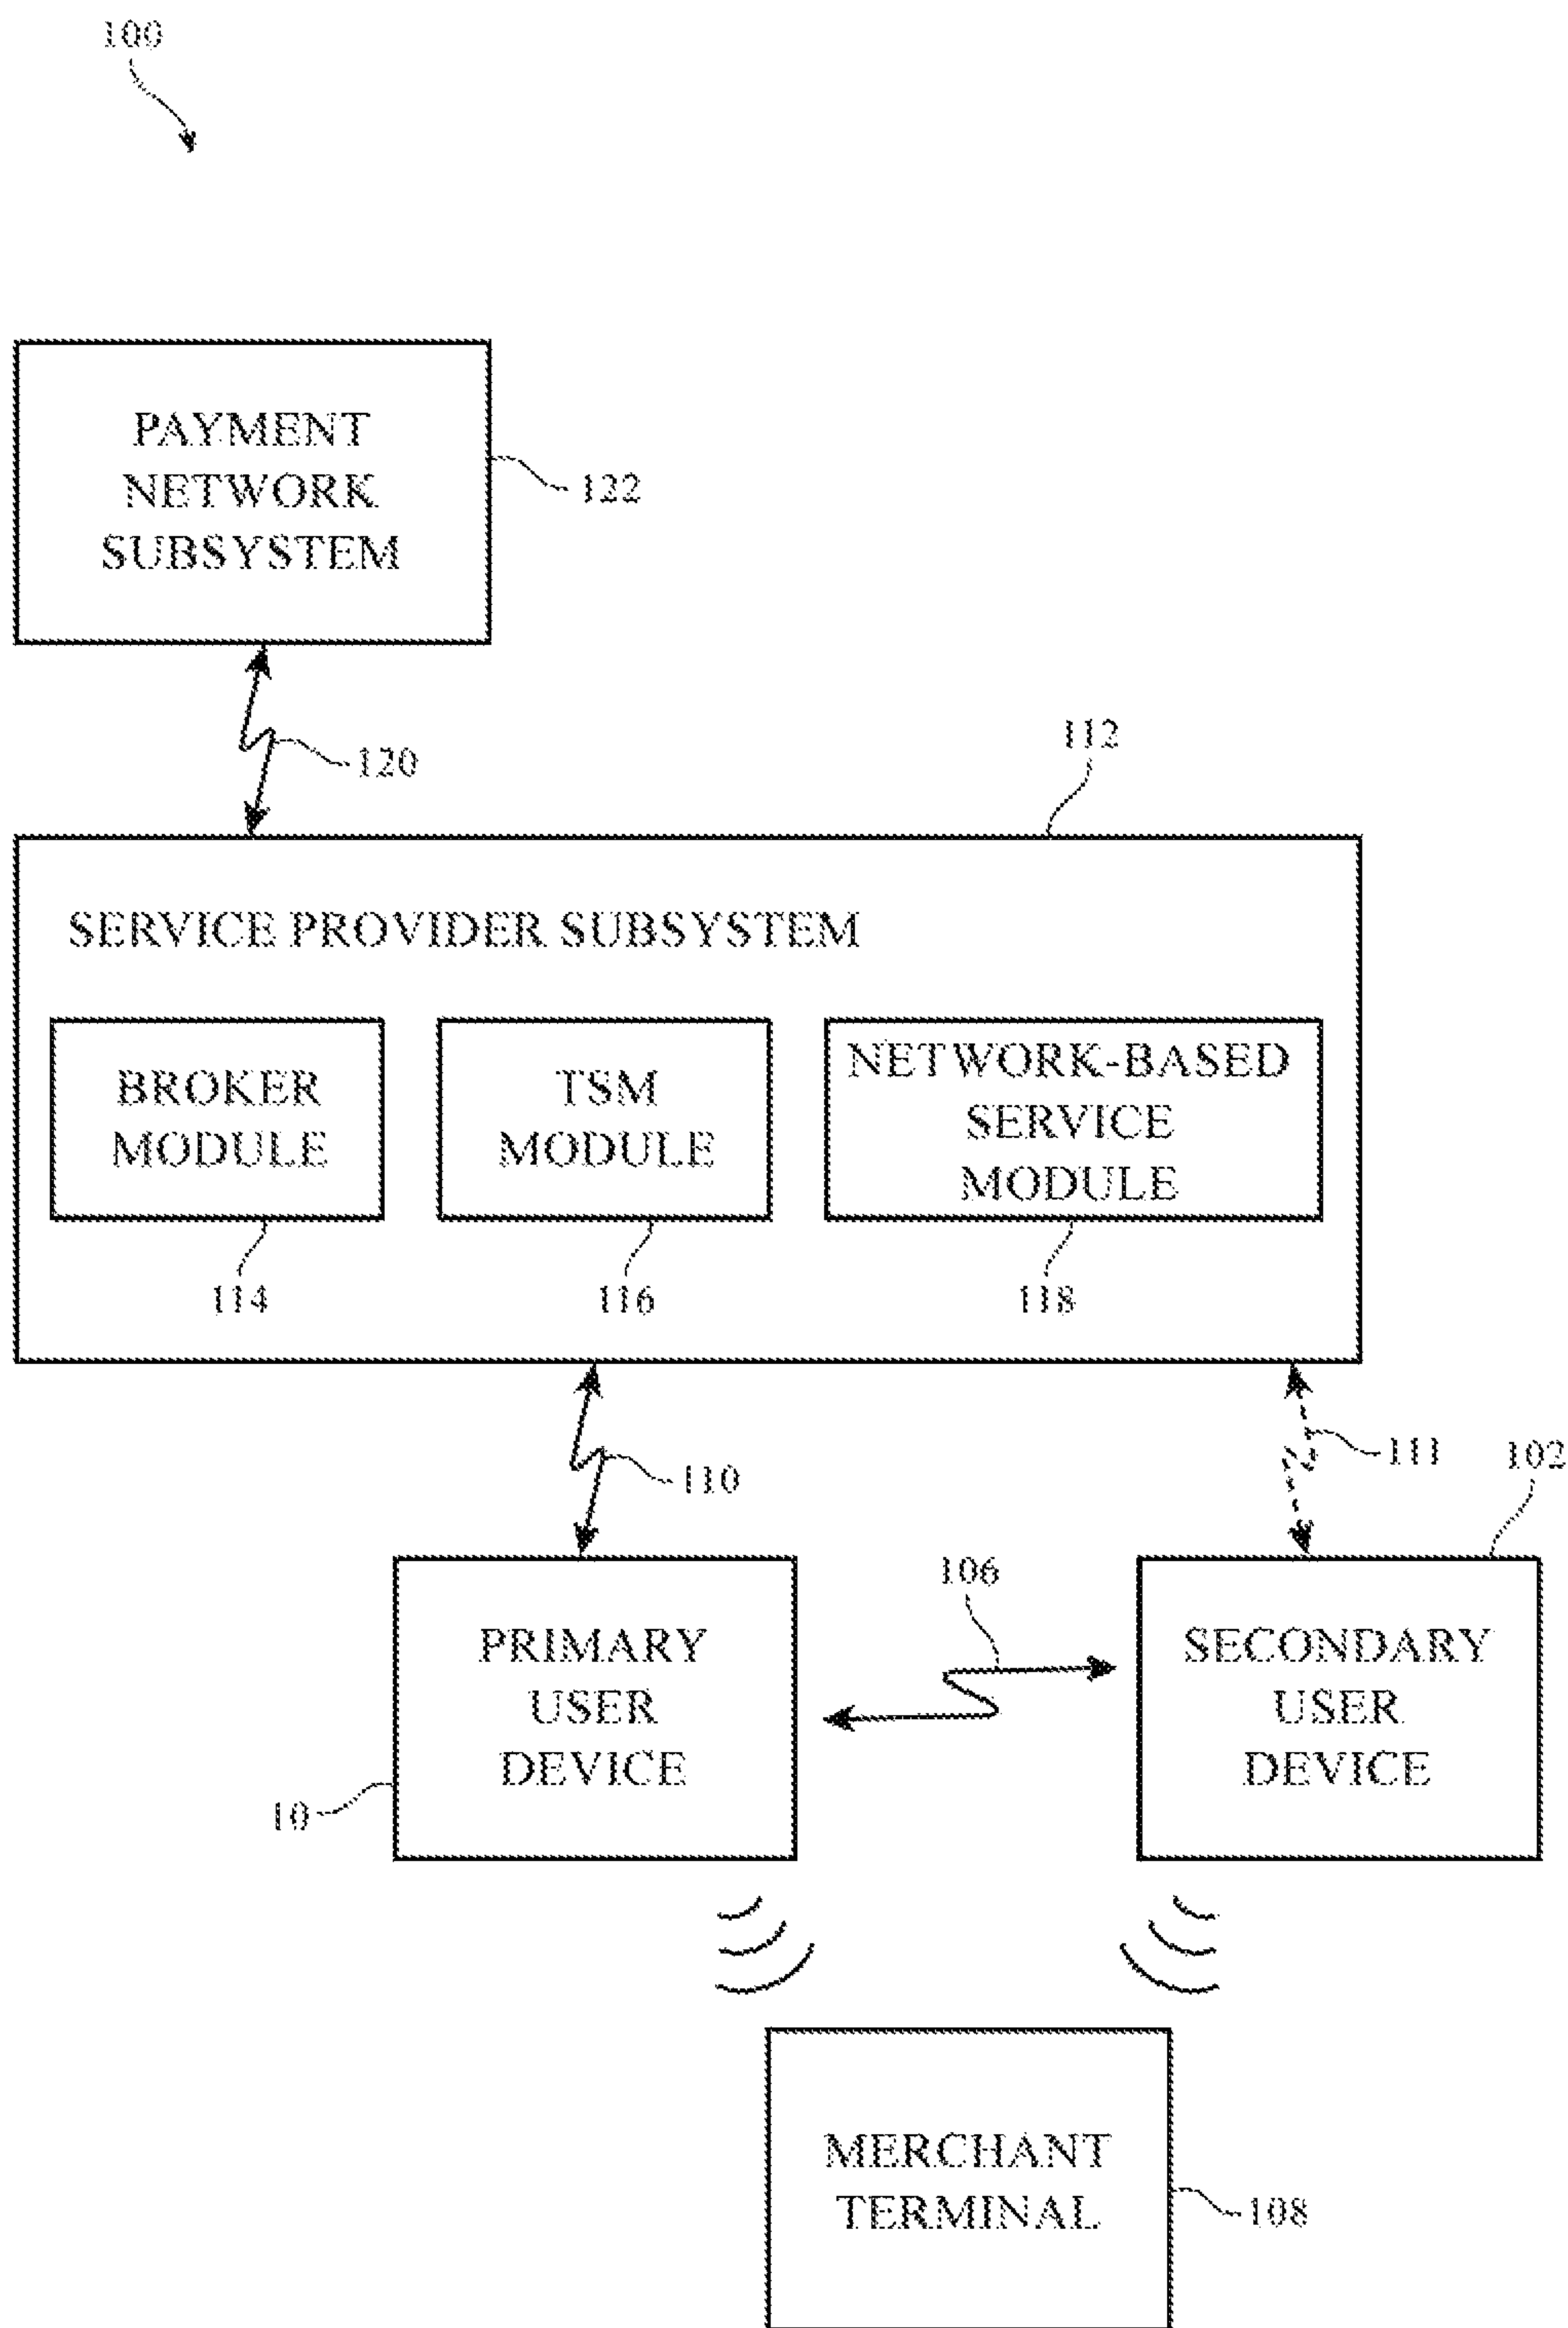 100
PAYMENT
NETWORK
SUBSYSTEM
122
120
112
SERVICE PROVIDER SUBSYSTEM
BROKER
MODULE
TSM
MODULE
NETWORK-BASED
SERVICE
MODULE
114
116
118
110
111
102
106
PRIMARY
USER
DEVICE
SECONDARY
USER
DEVICE
10
MERCHANT
TERMINAL
108